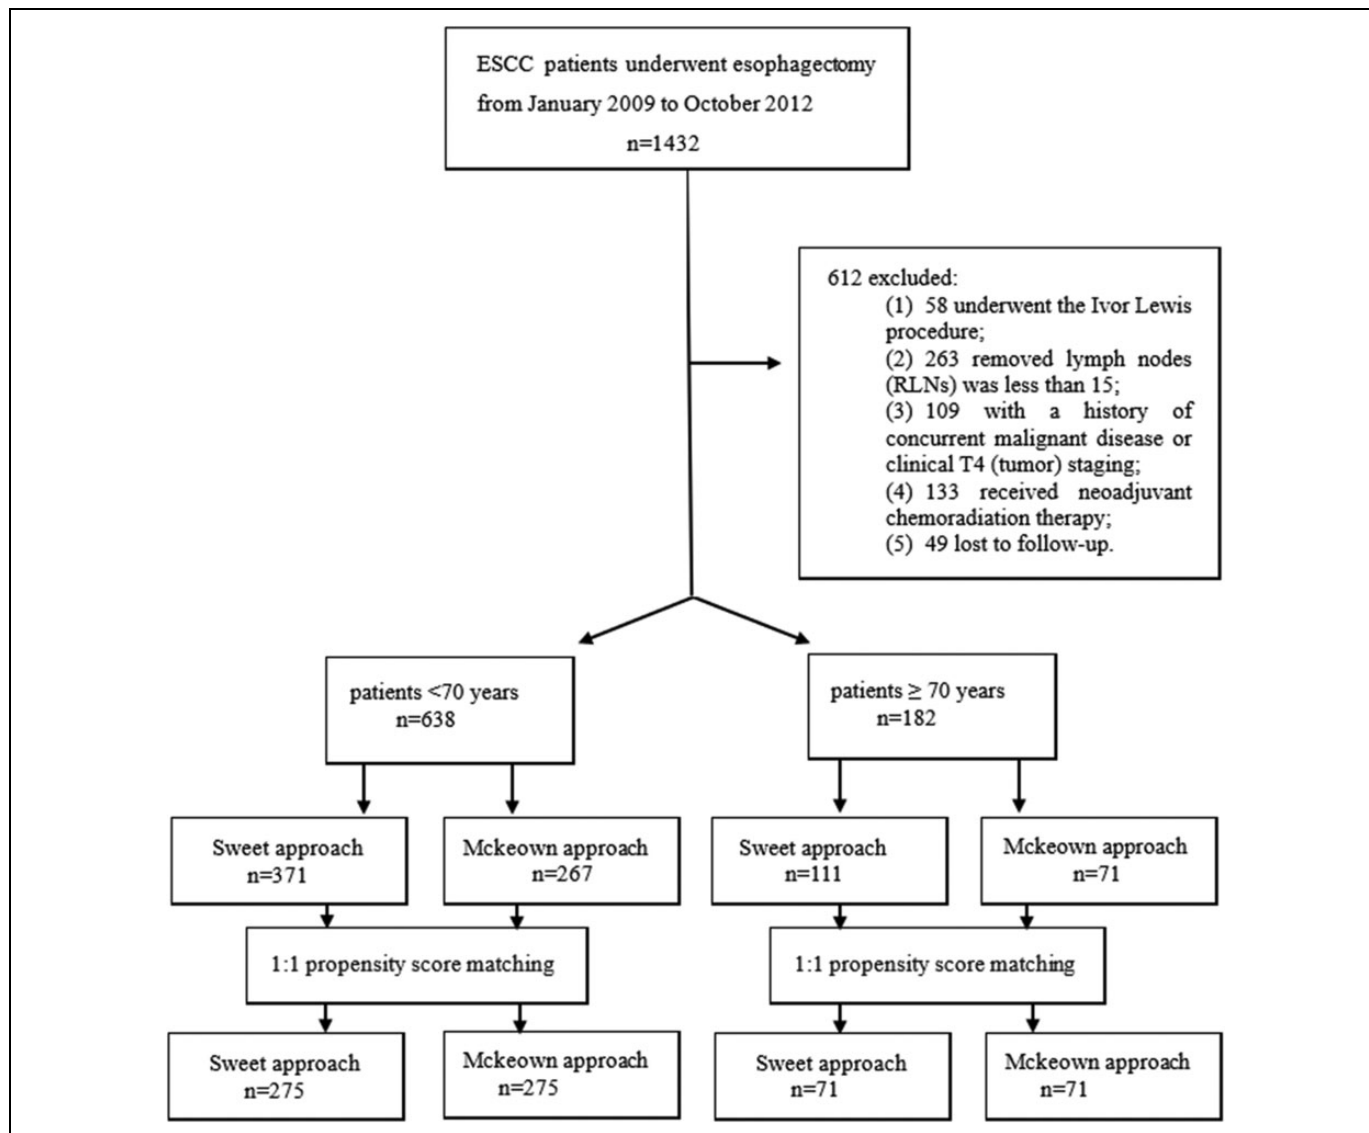 ESCC patients underwent esophagectomy
from January 2009 to October 2012
n=1432
612 excluded:
(1) 58 underwent the Ivor Lewis
procedure;
(2) 263 removed lymph nodes
(RLNs) was less than 15;
(3) 109 with a history of
concurrent malignant disease or
clinical T4 (tumor) staging;
(4) 133 received neoadjuvant
chemoradiation therapy;
(5) 49 lost to follow-up.
patients <70 years
n=638
patients ≥ 70 years
n=182
Sweet approach
n=371
Mckeown approach
n=267
Sweet approach
n=111
Mckeown approach
n=71
1:1 propensity score matching
1:1 propensity score matching
Sweet approach
n=275
Mckeown approach
n=275
Sweet approach
n=71
Mckeown approach
n=71